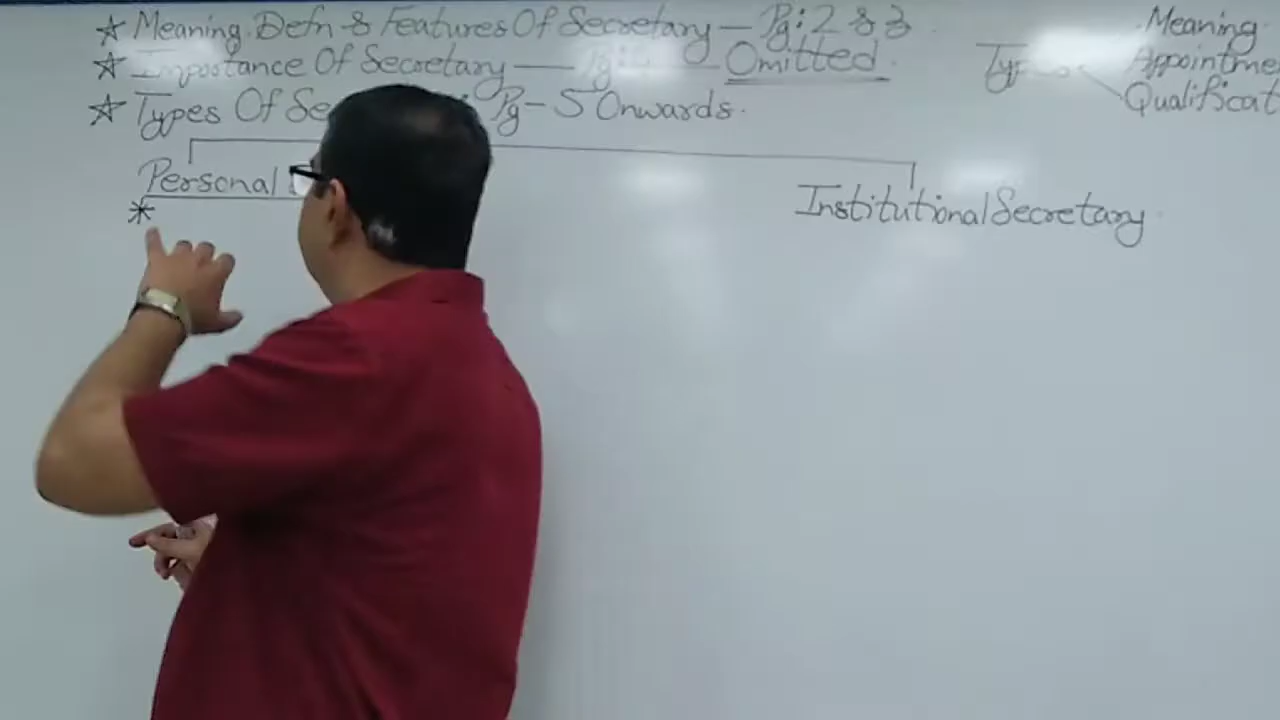 ☆ Meaning. Defn & Features Of Secretary — Pg: 2 & 3
☆ Importance Of Secretary — Omitted.
☆ Types Of Pg - 5 Onwards.
Personal
*
Institutional Secretary
Meaning
Appointme
Qualificat